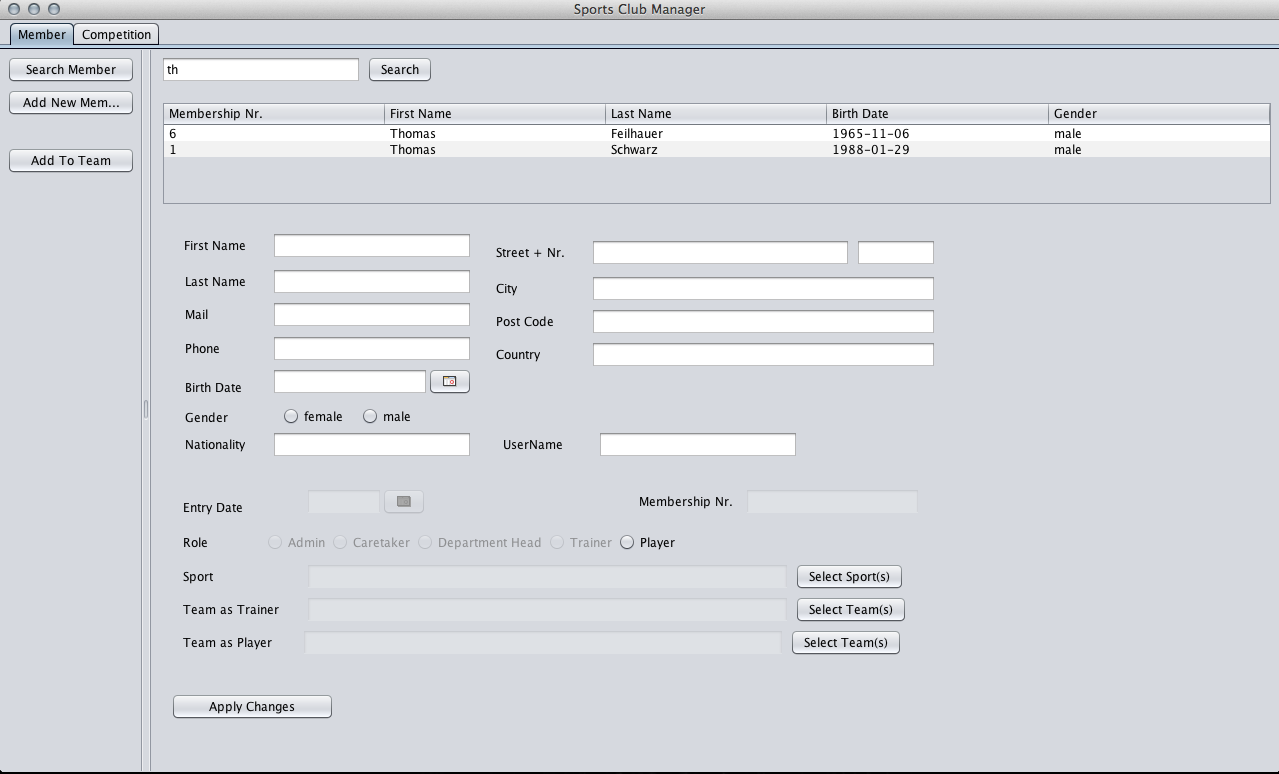 Sports Club Manager
Member Competition
Search Member
Add New Mem...
Add To Team
th Search
Membership Nr. First Name Last Name Birth Date Gender
6 Thomas Feilhauer 1965-11-06 male
1 Thomas Schwarz 1988-01-29 male
First Name
Street + Nr.
Last Name
City
Mail
Post Code
Phone
Country
Birth Date
Gender female male
Nationality UserName
Entry Date Membership Nr.
Role Admin Caretaker Department Head Trainer Player
Sport Select Sport(s)
Team as Trainer Select Team(s)
Team as Player Select Team(s)
Apply Changes